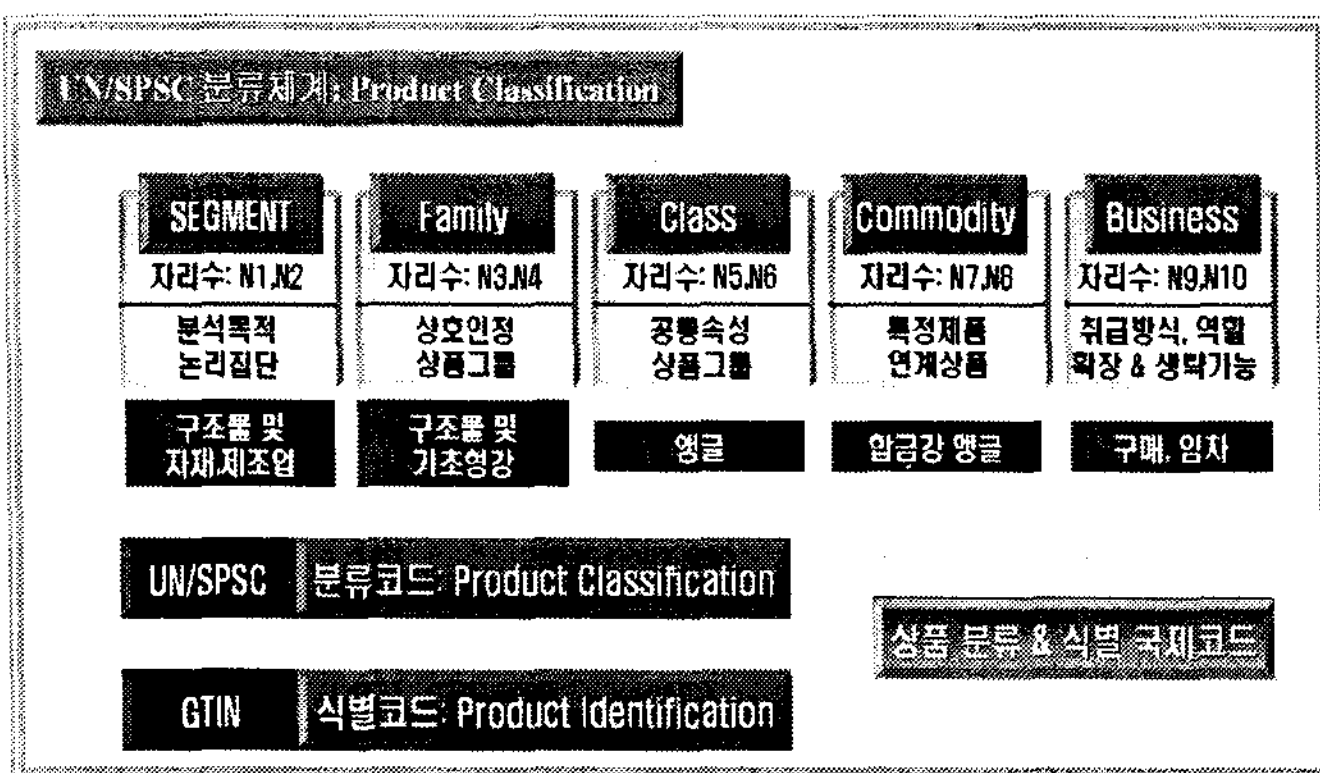 UN/SPSC 분류체계: Product Classification
SEGMENT
자리수: N1,N2
분석목적
논리집단
구조물 및
자재,제조업
Family
자리수: N3,N4
상호인정
상품그룹
구조물 및
기초형강
Class
자리수: N5,N6
공통속성
상품그룹
앵글
Commodity
자리수: N7,N8
특정제품
연계상품
합금강 앵글
Business
자리수: N9,N10
취급방식, 역할
확장 & 생략가능
구매, 임차
UN/SPSC 분류코드: Product Classification
상품 분류 & 식별 국제코드
GTIN 식별코드: Product Identification